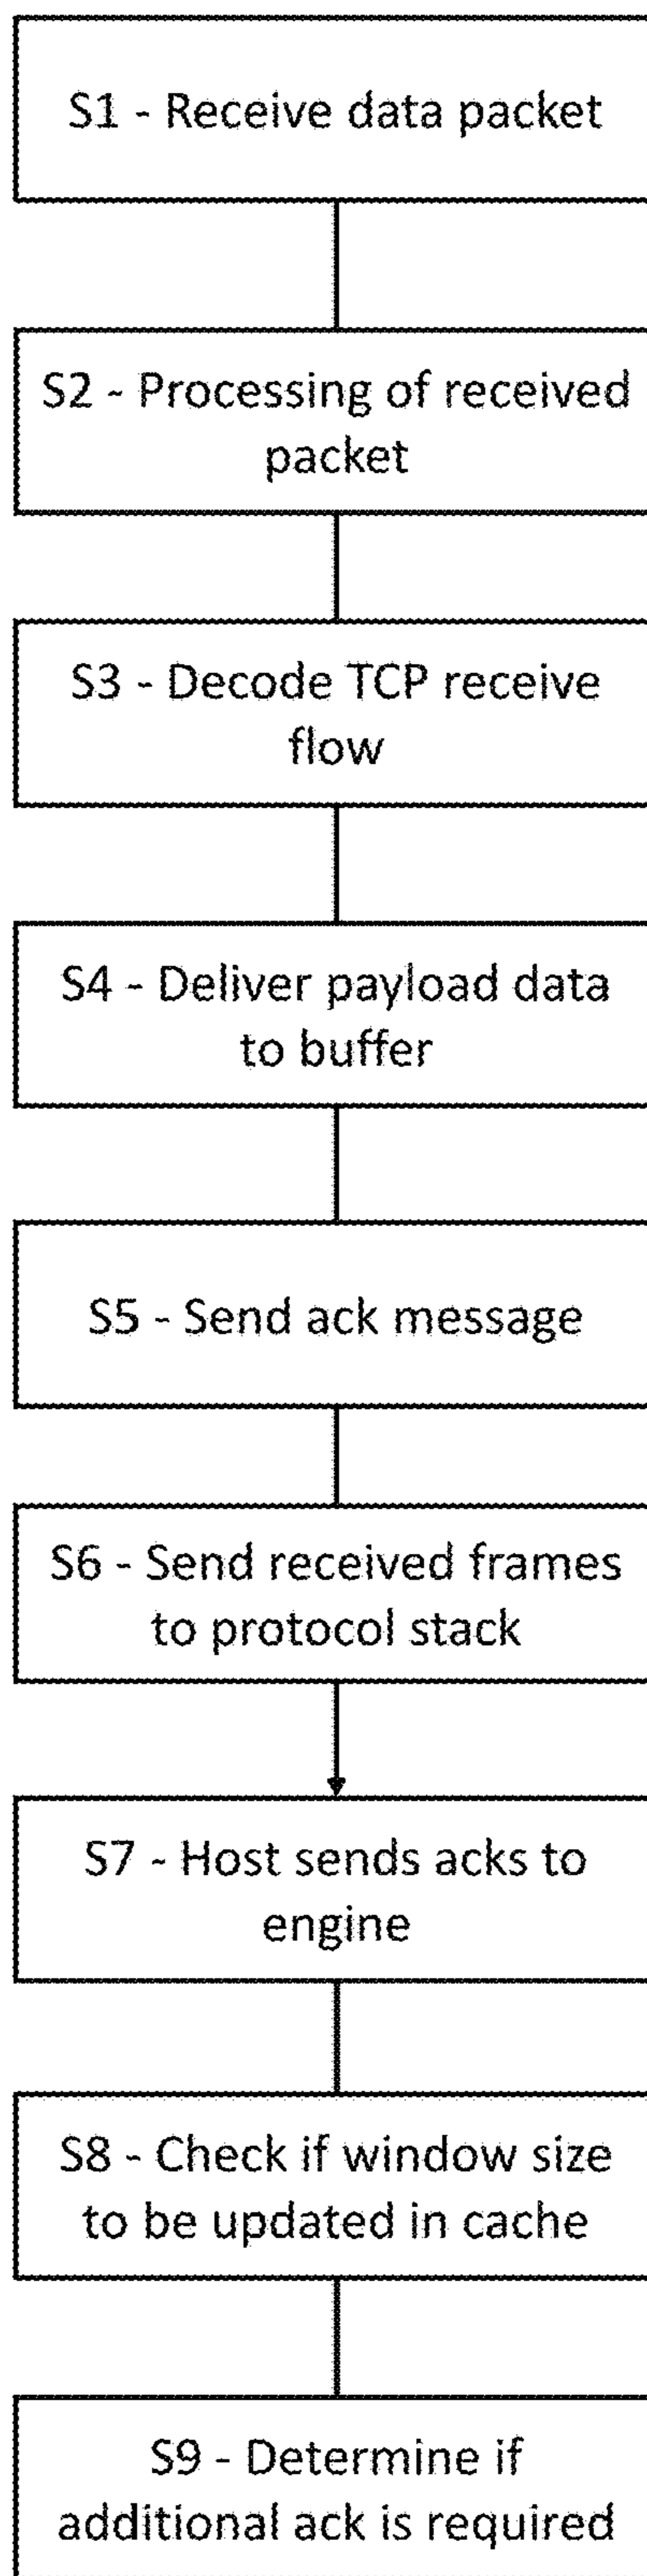 S1 - Receive data packet
S2 - Processing of received
packet
S3 - Decode TCP receive
flow
S4 - Deliver payload data
to buffer
S5 - Send ack message
S6 - Send received frames
to protocol stack
S7 - Host sends acks to
engine
S8 - Check if window size
to be updated in cache
S9 - Determine if
additional ack is required